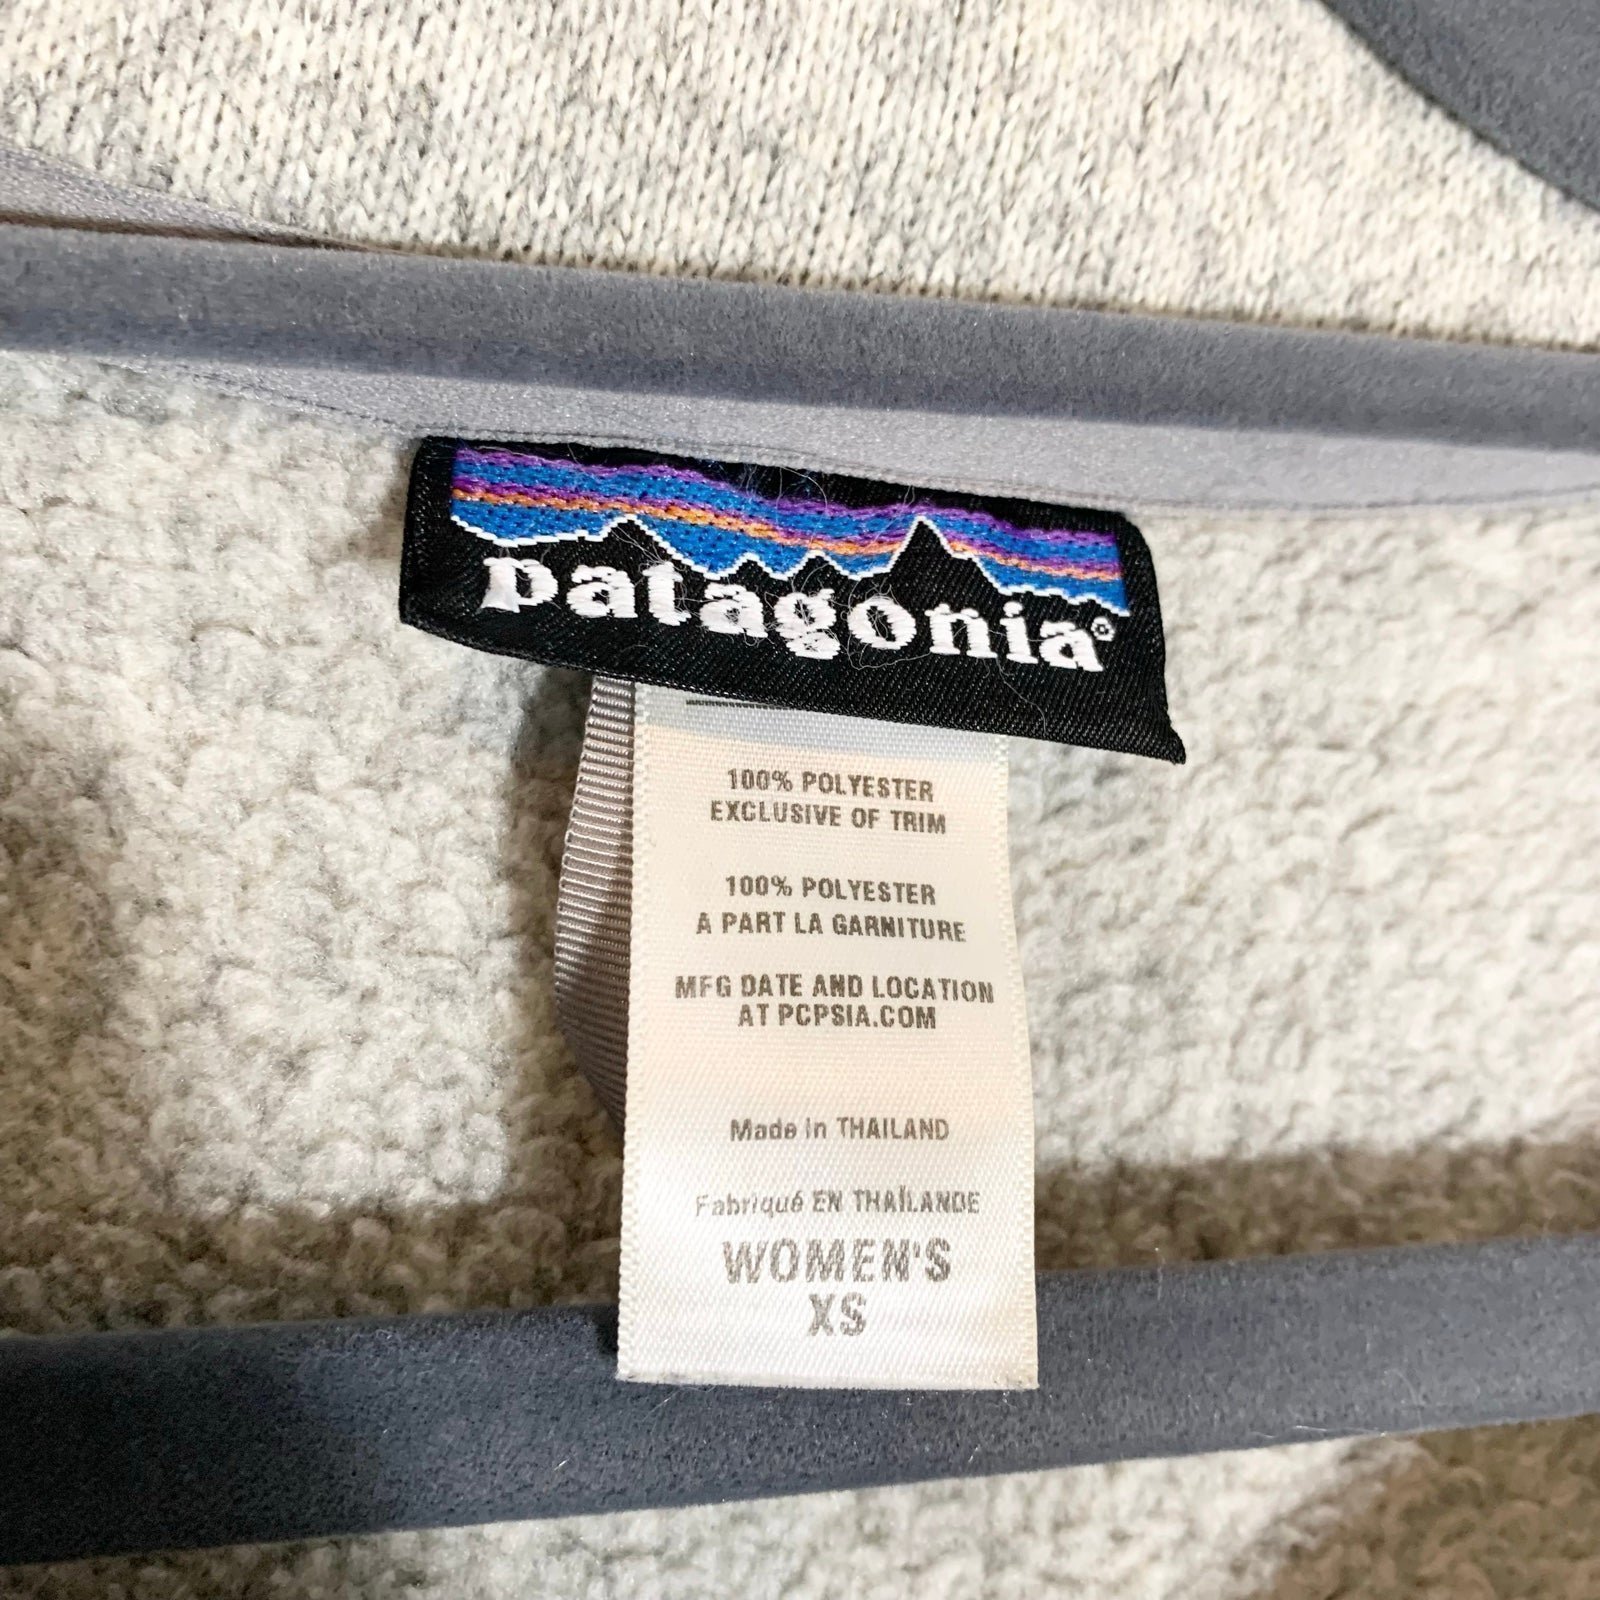 patagonia®
100% POLYESTER
EXCLUSIVE OF TRIM
100% POLYESTER
A PART LA GARNITURE
MFG DATE AND LOCATION
AT PCPSIA.COM
Made in THAILAND
Fabriqué EN THAÏLANDE
WOMEN'S
XS